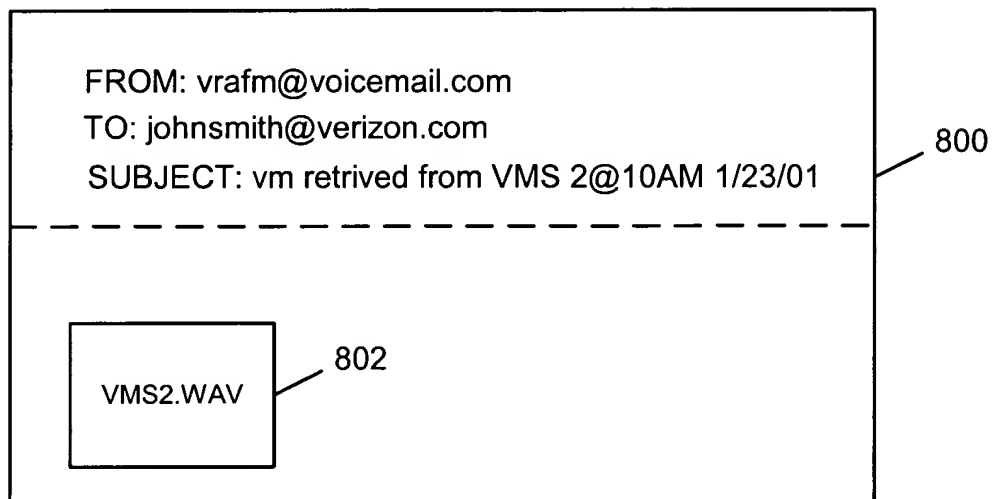 FROM: vrafm@voicemail.com
TO: johnsmith@verizon.com
SUBJECT: vm retrived from VMS 2@10AM 1/23/01
800
802
VMS2.WAV